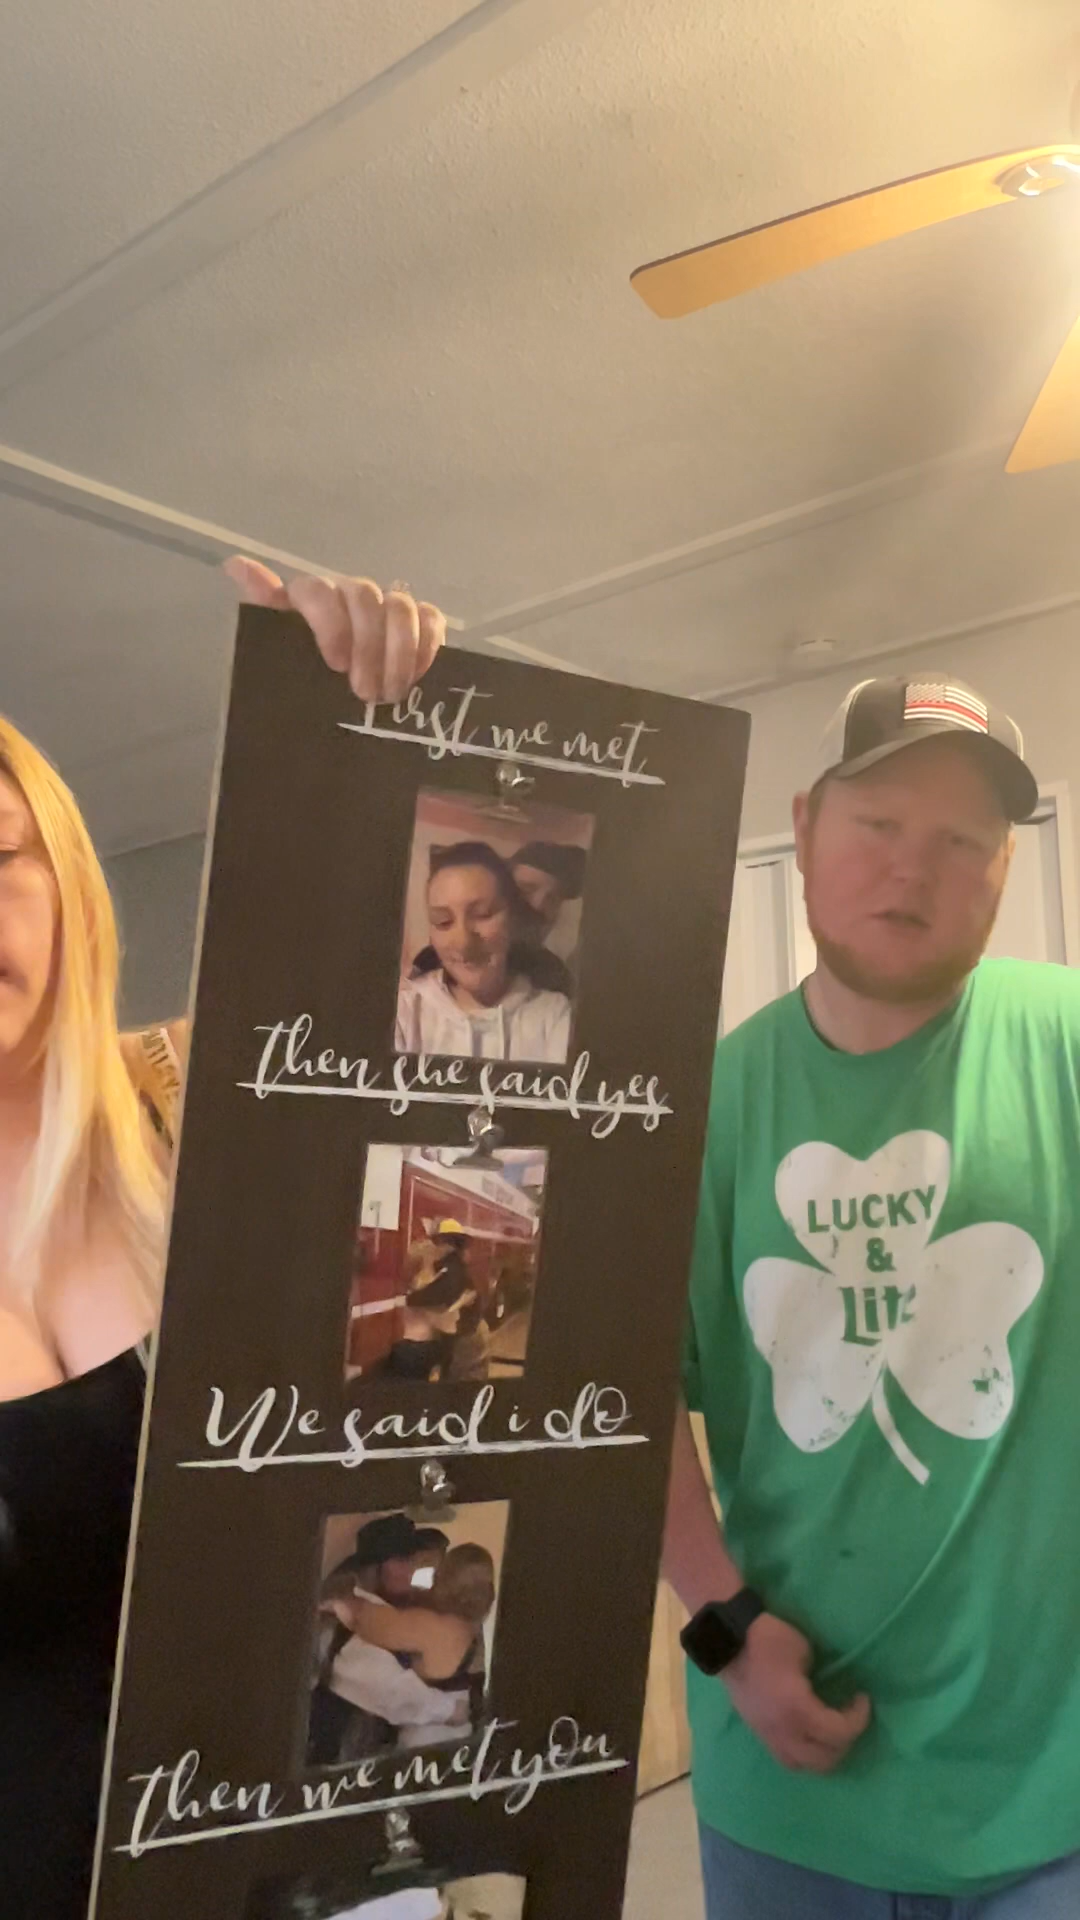 First we met
then she said yes
LUCKY
&
Lite
We said i do
then we met you